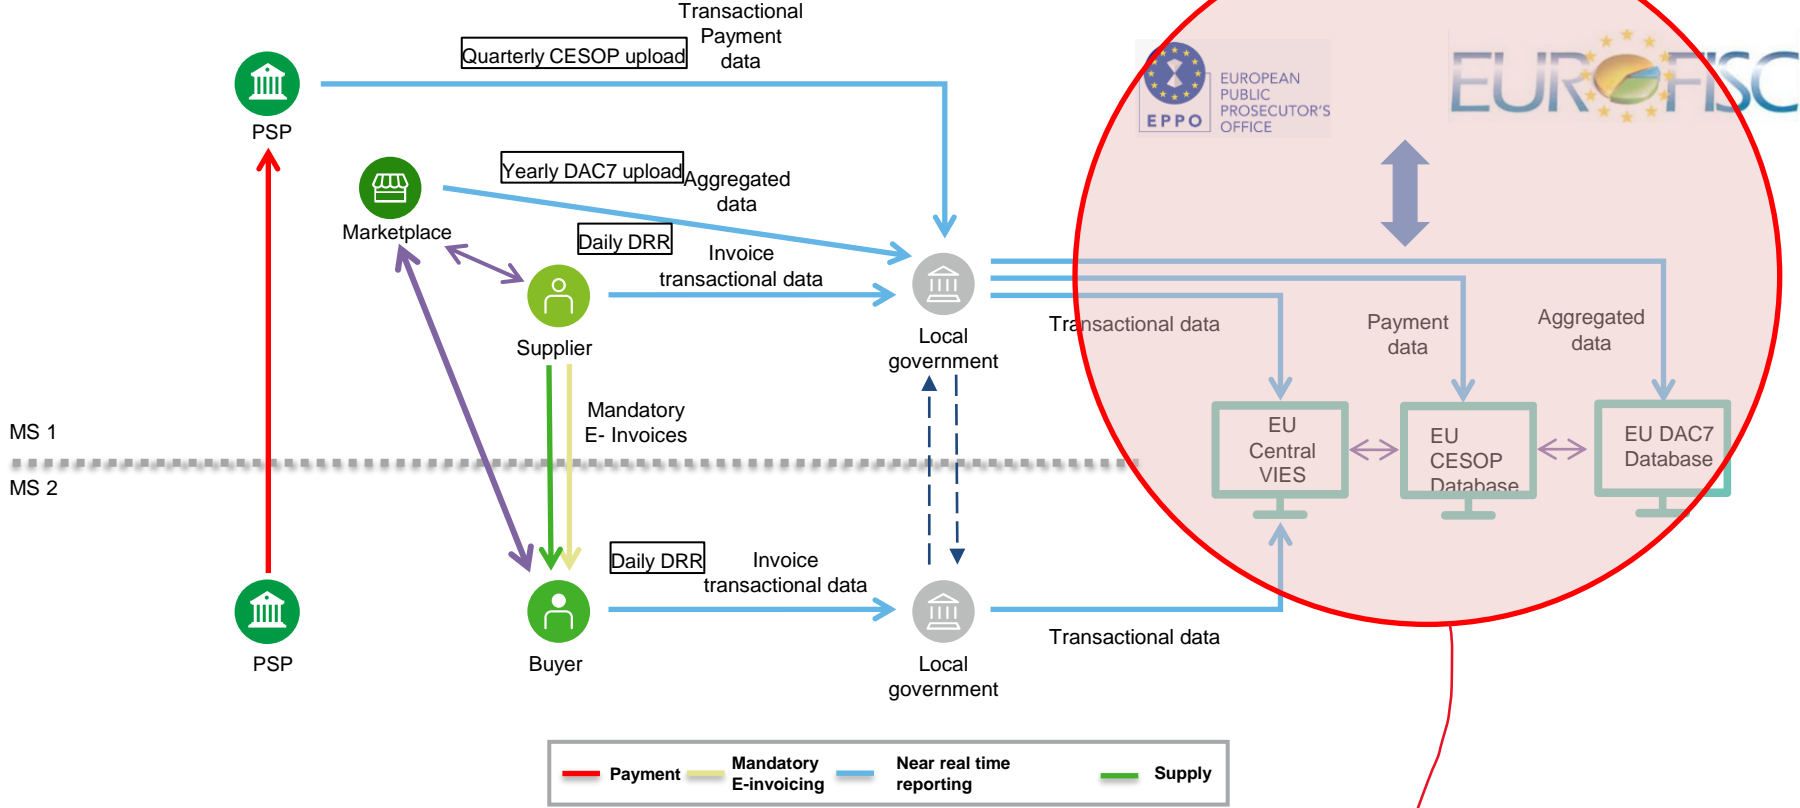 Transactional
Payment
data
Quarterly CESOP upload
PSP
EPPO
EUROPEAN
PUBLIC
PROSECUTOR'S
OFFICE
EUROFISC
Yearly DAC7 upload
Aggregated
data
Marketplace
Daily DRR
Invoice
transactional data
Supplier
Local
government
Transactional data
Payment
data
Aggregated
data
Mandatory
E- Invoices
MS 1
MS 2
EU
Central
VIES
EU
CESOP
Database
EU DAC7
Database
Daily DRR
Invoice
transactional data
PSP
Buyer
Local
government
Transactional data
Payment
Mandatory
E-invoicing
Near real time
reporting
Supply